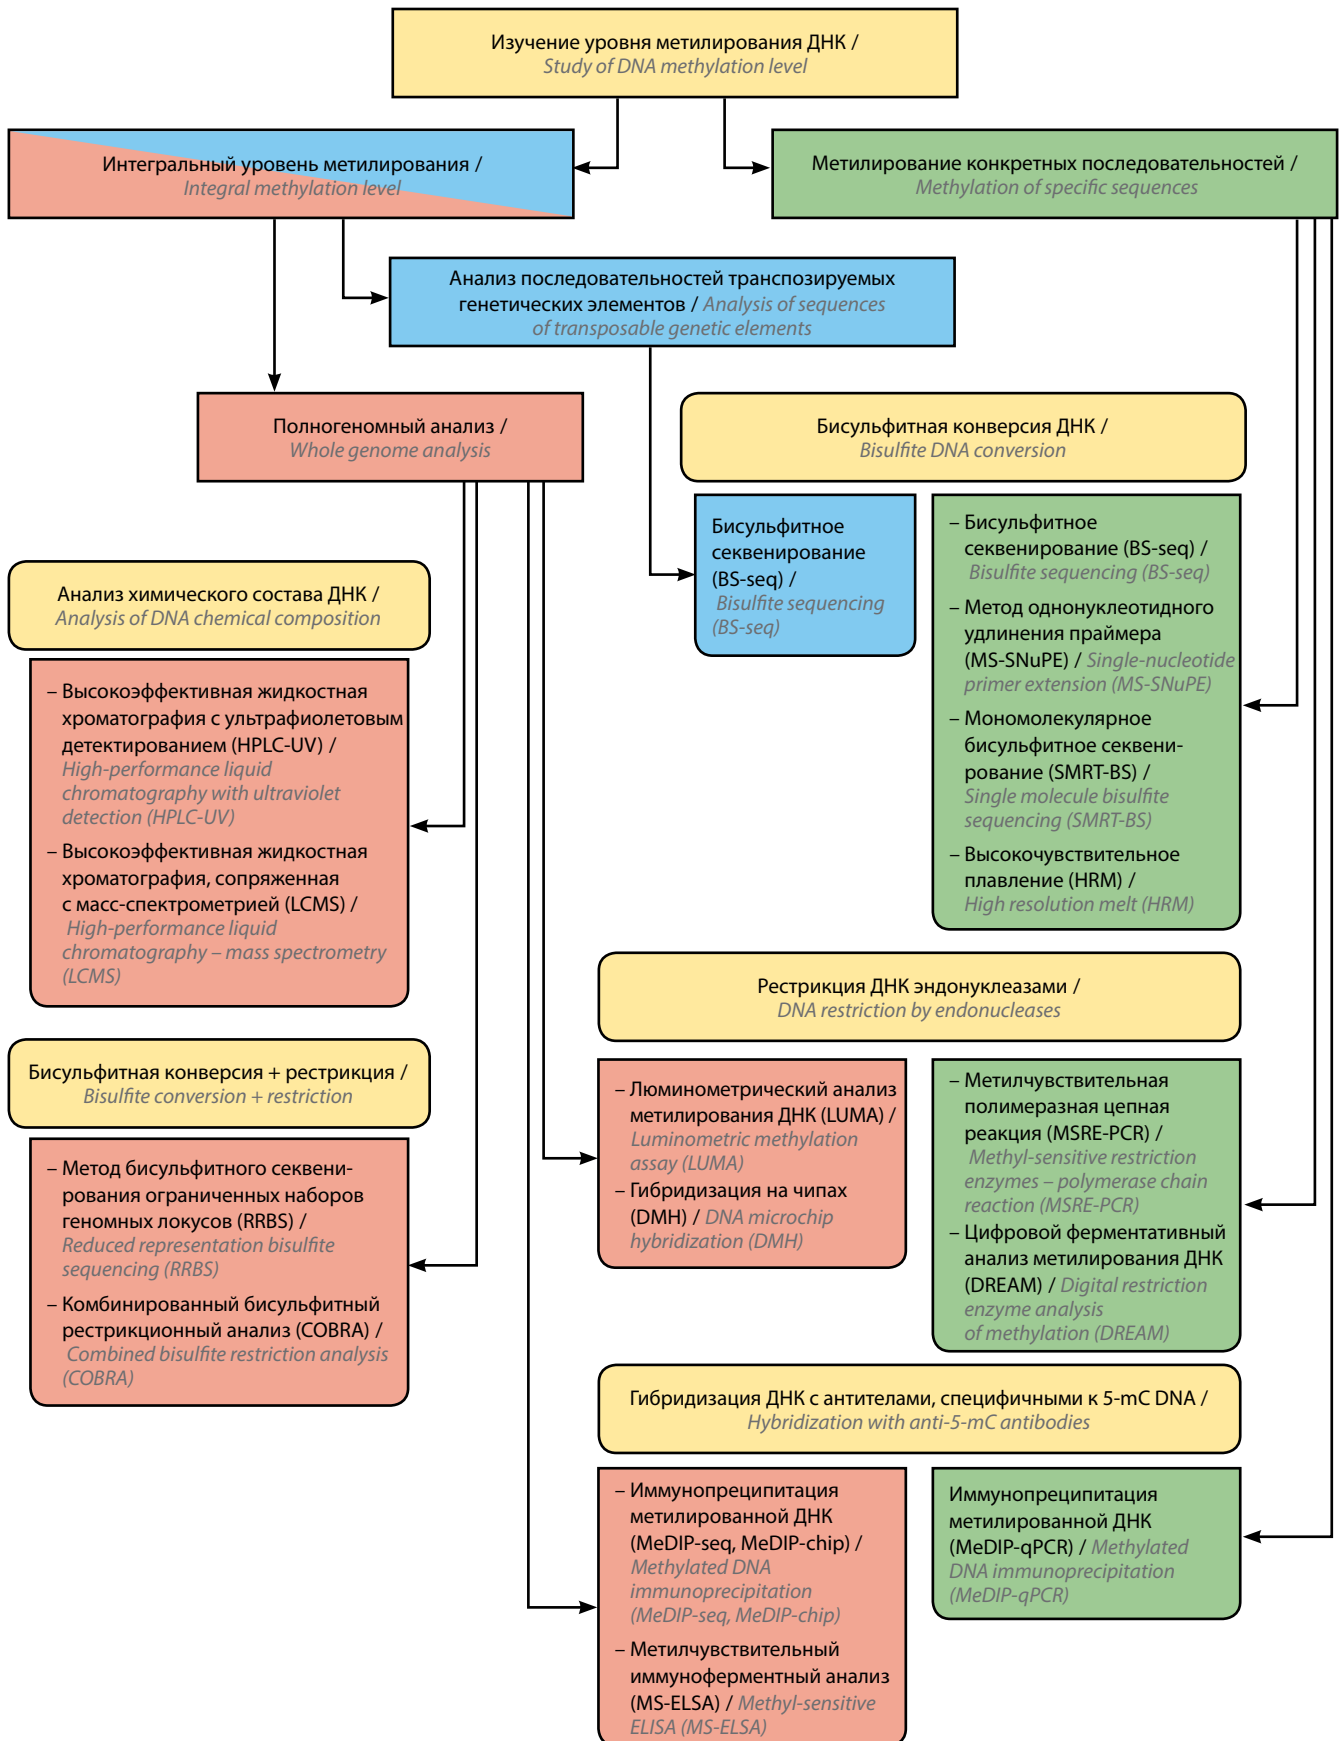 Изучение уровня метилирования ДНК /
Study of DNA methylation level
Интегральный уровень метилирования /
Integral methylation level
Метилирование конкретных последовательностей /
Methylation of specific sequences
Анализ последовательностей транспозируемых
генетических элементов / Analysis of sequences
of transposable genetic elements
Полногеномный анализ /
Whole genome analysis
Бисульфитная конверсия ДНК /
Bisulfite DNA conversion
Бисульфитное
секвенирование
(BS-seq) /
Bisulfite sequencing
(BS-seq)
– Бисульфитное
секвенирование (BS-seq) /
Bisulfite sequencing (BS-seq)
– Метод однонуклеотидного
удлинения праймера
(MS-SNuPE) / Single-nucleotide
primer extension (MS-SNuPE)
– Мономолекулярное
бисульфитное секвени-
рование (SMRT-BS) /
Single molecule bisulfite
sequencing (SMRT-BS)
– Высокочувствительное
плавление (HRM) /
High resolution melt (HRM)
Анализ химического состава ДНК /
Analysis of DNA chemical composition
– Высокоэффективная жидкостная
хроматография с ультрафиолетовым
детектированием (HPLC-UV) /
High-performance liquid
chromatography with ultraviolet
detection (HPLC-UV)
– Высокоэффективная жидкостная
хроматография, сопряженная
с масс-спектрометрией (LCMS) /
High-performance liquid
chromatography – mass spectrometry
(LCMS)
Бисульфитная конверсия + рестрикция /
Bisulfite conversion + restriction
– Метод бисульфитного секвени-
рования ограниченных наборов
геномных локусов (RRBS) /
Reduced representation bisulfite
sequencing (RRBS)
– Комбинированный бисульфитный
рестрикционный анализ (COBRA) /
Combined bisulfite restriction analysis
(COBRA)
Рестрикция ДНК эндонуклеазами /
DNA restriction by endonucleases
– Люминометрический анализ
метилирования ДНК (LUMA) /
Luminometric methylation
assay (LUMA)
– Гибридизация на чипах
(DMH) / DNA microchip
hybridization (DMH)
– Метилчувствительная
полимеразная цепная
реакция (MSRE-PCR) /
Methyl-sensitive restriction
enzymes – polymerase chain
reaction (MSRE-PCR)
– Цифровой ферментативный
анализ метилирования ДНК
(DREAM) / Digital restriction
enzyme analysis
of methylation (DREAM)
Гибридизация ДНК с антителами, специфичными к 5-mC DNA /
Hybridization with anti-5-mC antibodies
– Иммунопреципитация
метилированной ДНК
(MeDIP-seq, MeDIP-chip) /
Methylated DNA
immunoprecipitation
(MeDIP-seq, MeDIP-chip)
– Метилчувствительный
иммуноферментный анализ
(MS-ELSA) / Methyl-sensitive
ELISA (MS-ELSA)
Иммунопреципитация
метилированной ДНК
(MeDIP-qPCR) / Methylated
DNA immunoprecipitation
(MeDIP-qPCR)